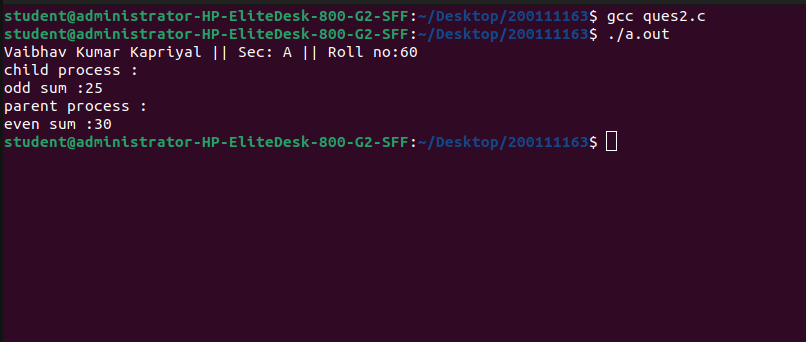 student@administrator-HP-EliteDesk-800-G2-SFF:~/Desktop/200111163$ gcc ques2.c
student@administrator-HP-EliteDesk-800-G2-SFF:~/Desktop/200111163$ ./a.out
Vaibhav Kumar Kapriyal || Sec: A || Roll no:60
child process :
odd sum :25
parent process :
even sum :30
student@administrator-HP-EliteDesk-800-G2-SFF:~/Desktop/200111163$